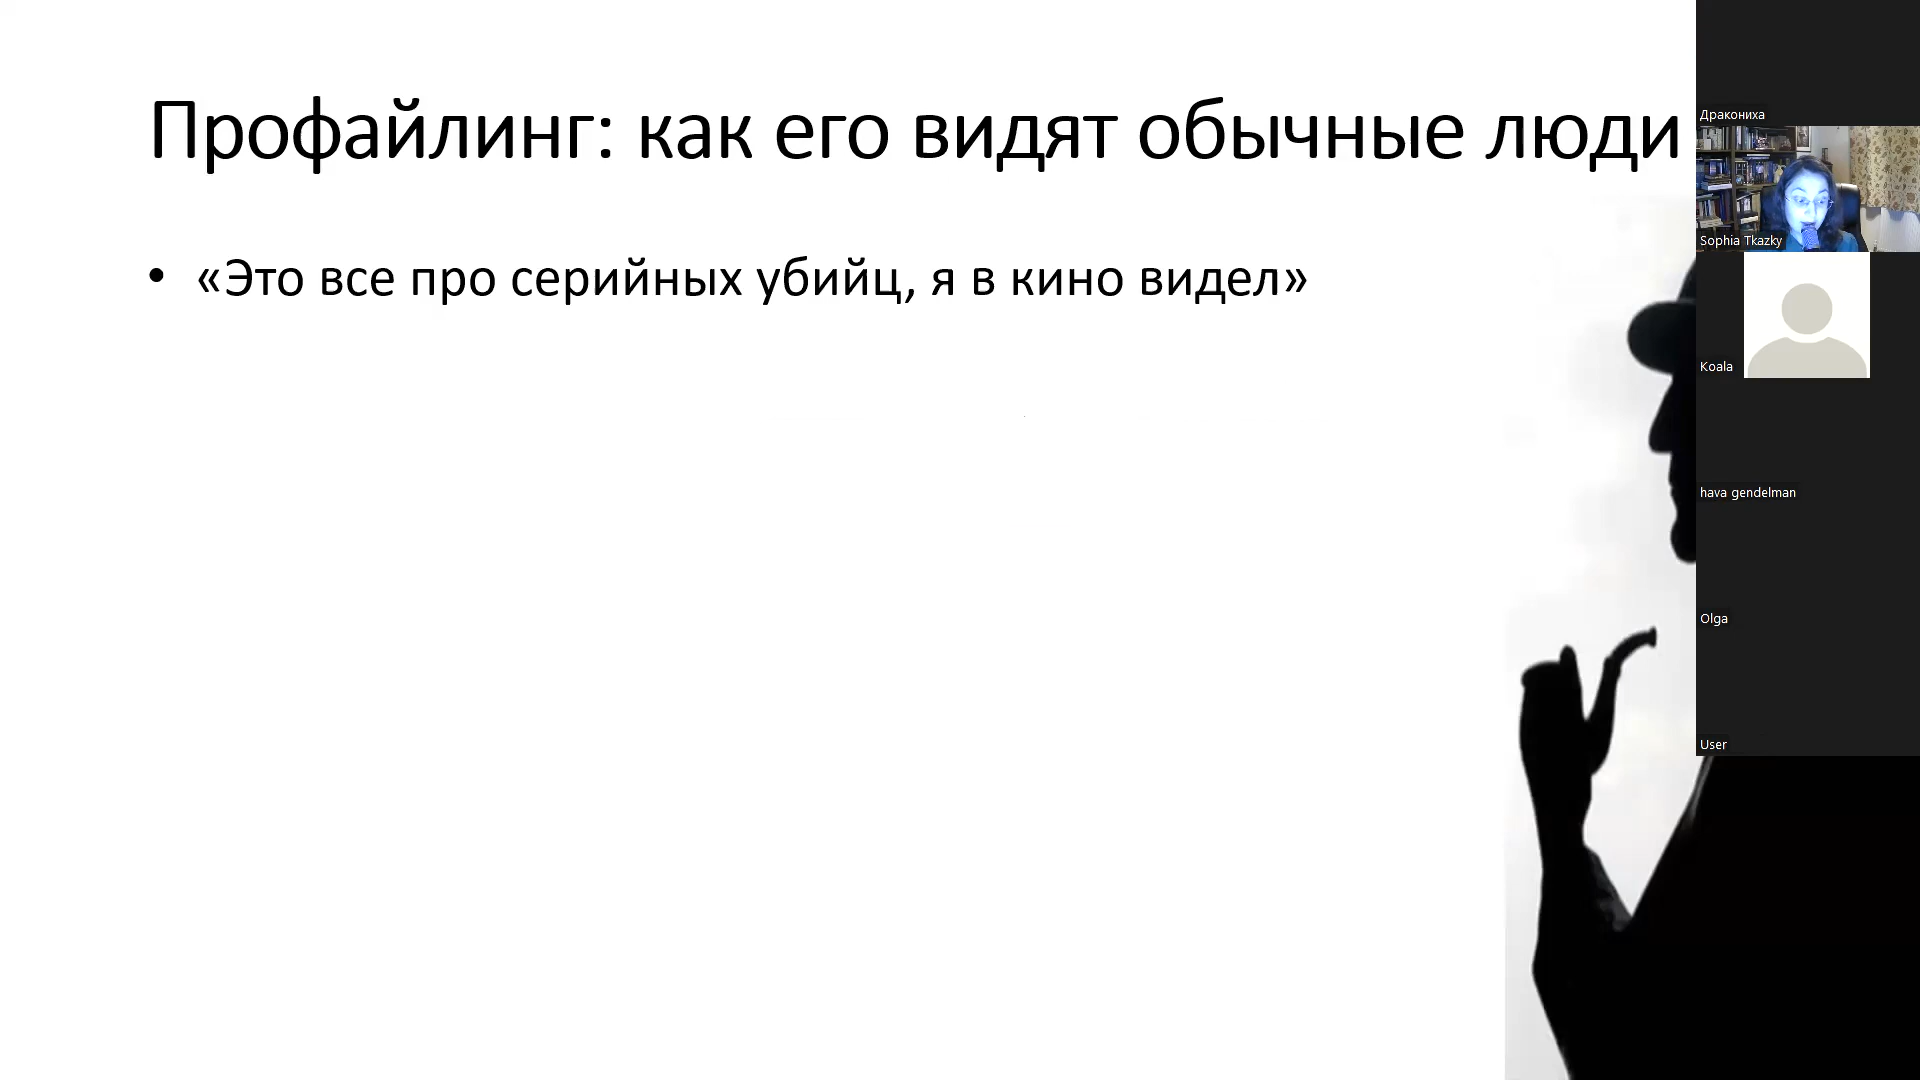 Профайлинг: как его видят обычные люди
• «Это все про серийных убийц, я в кино видел»
Дракониха
Sophia Tkazky
Koala
hava gendelman
Olga
User